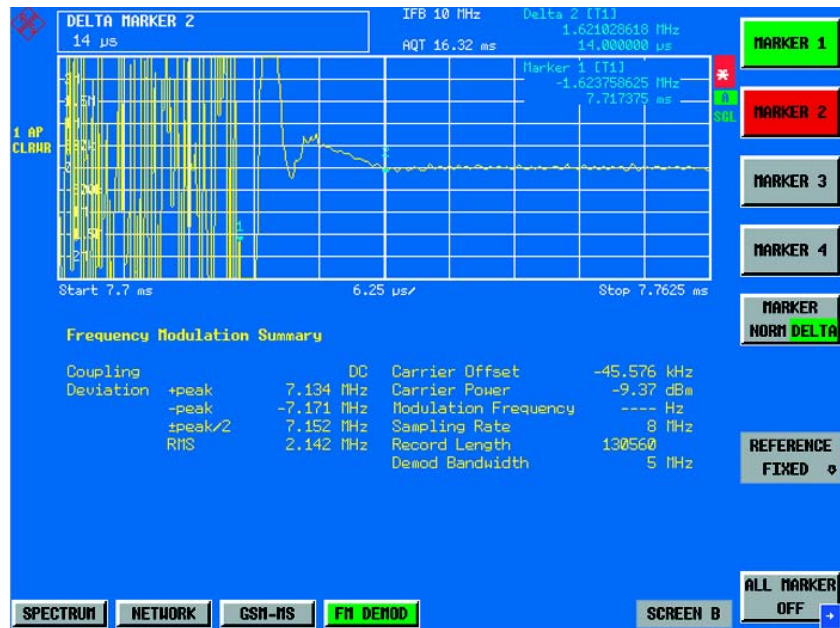 DELTA MARKER 2
14 µs
IFB 10 MHz
AQT 16.32 ms
Delta 2 [T1]
1.621028618 MHz
14.000000 µs
Marker 1 [T1]
-1.623758625 MHz
7.717375 ms
1 AP
CLRWR
*
A
SGL
2
1
Start 7.7 ms
6.25 µs/
Stop 7.7625 ms
Frequency Modulation Summary
Coupling DC
Deviation +peak 7.134 MHz
-peak -7.171 MHz
±peak/2 7.152 MHz
RMS 2.142 MHz
Carrier Offset -45.576 kHz
Carrier Power -9.37 dBm
Modulation Frequency ---- Hz
Sampling Rate 8 MHz
Record Length 130560
Demod Bandwidth 5 MHz
MARKER 1
MARKER 2
MARKER 3
MARKER 4
MARKER
NORM DELTA
REFERENCE
FIXED
ALL MARKER
OFF
SPECTRUM
NETWORK
GSM-MS
FM DEMOD
SCREEN B